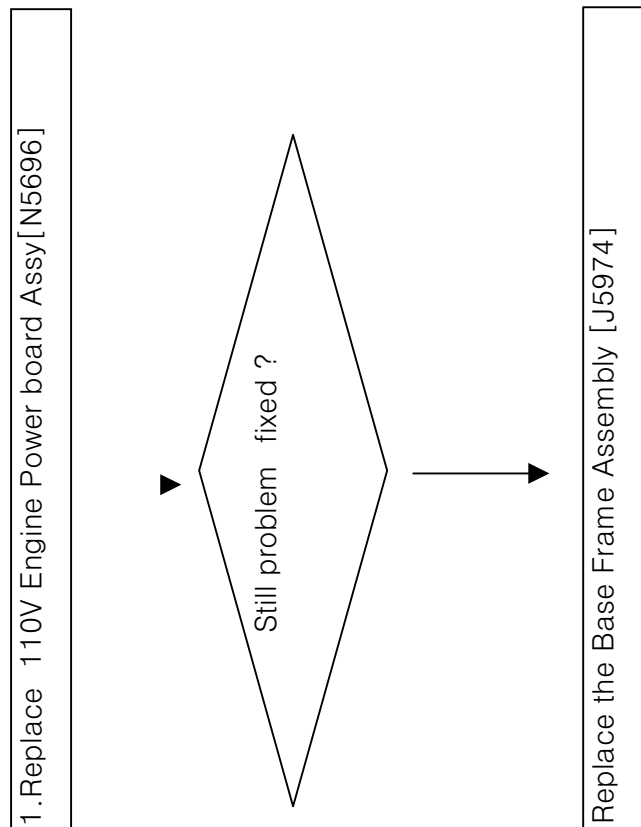 1.Replace 110V Engine Power board Assy[N5696]
Still problem fixed ?
Replace the Base Frame Assembly [J5974]